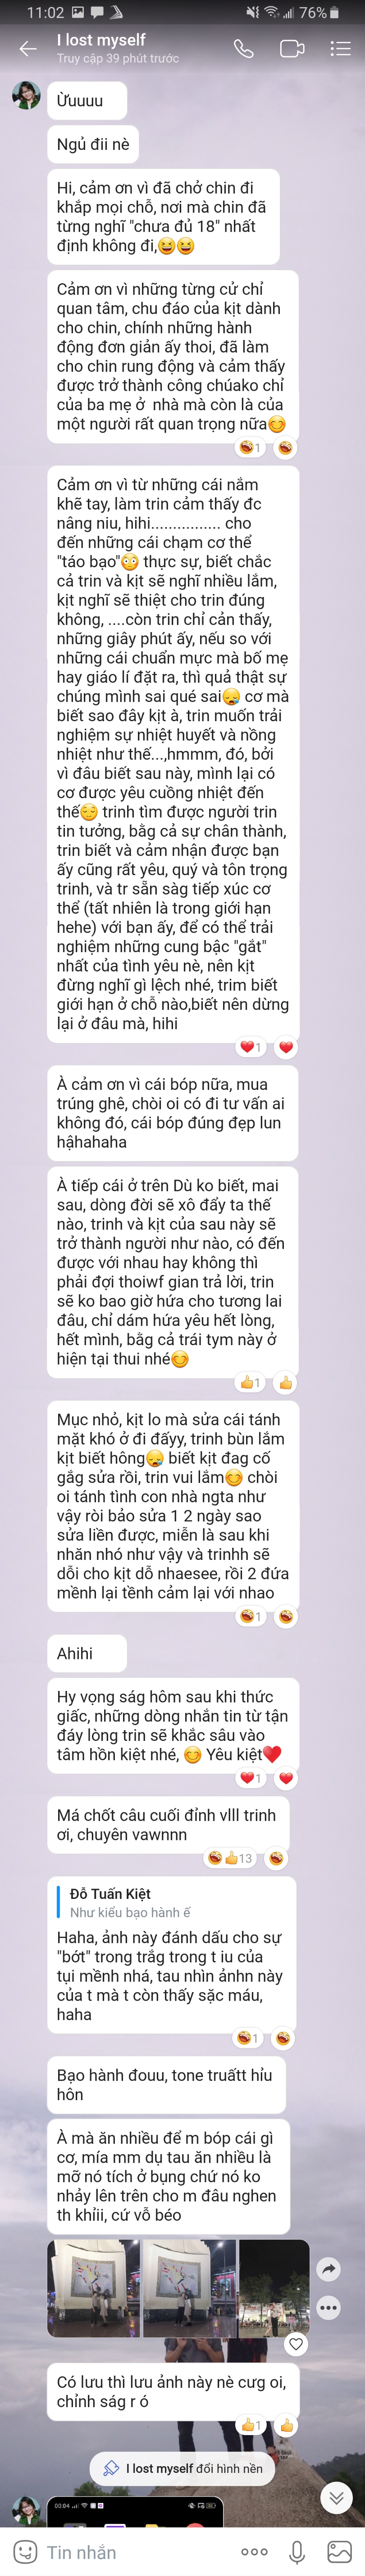 11:02
76%
I lost myself
Truy cập 39 phút trước
Ừuuuu
Ngủ đii nè
Hi, cảm ơn vì đã chở chin đi
khắp mọi chỗ, nơi mà chin đã
từng nghĩ "chưa đủ 18" nhất
định không đi,😆😆
Cảm ơn vì những từng cử chỉ
quan tâm, chu đáo của kịt dành
cho chin, chính những hành
động đơn giản ấy thoi, đã làm
cho chin rung động và cảm thấy
được trở thành công chúako chỉ
của ba mẹ ở nhà mà còn là của
một người rất quan trọng nữa😊
1
Cảm ơn vì từ những cái nắm
khẽ tay, làm trin cảm thấy đc
nâng niu, hihi................ cho
đến những cái chạm cơ thể
"táo bạo"😳 thực sự, biết chắc
cả trin và kịt sẽ nghĩ nhiều lắm,
kịt nghĩ sẽ thiệt cho trin đúng
không, ....còn trin chỉ cản thấy,
những giây phút ấy, nếu so với
những cái chuẩn mực mà bố mẹ
hay giáo lí đặt ra, thì quả thật sự
chúng mình sai qué sai😪 cơ mà
biết sao đây kịt à, trin muốn trải
nghiệm sự nhiệt huyết và nồng
nhiệt như thế...,hmmm, đó, bởi
vì đâu biết sau này, mình lại có
cơ được yêu cuồng nhiệt đến
thế😌 trinh tìm được người trin
tin tưởng, bằg cả sự chân thành,
trin biết và cảm nhận được bạn
ấy cũng rất yêu, quý và tôn trọng
trinh, và tr sẵn sàg tiếp xúc cơ
thể (tất nhiên là trong giới hạn
hehe) với bạn ấy, để có thể trải
nghiệm những cung bậc "gắt"
nhất của tình yêu nè, nên kịt
đừng nghĩ gì lệch nhé, trim biết
giới hạn ở chỗ nào,biết nên dừng
lại ở đâu mà, hihi
1
À cảm ơn vì cái bóp nữa, mua
trúng ghê, chòi oi có đi tư vấn ai
không đó, cái bóp đúng đẹp lun
hậhahaha
À tiếp cái ở trên Dù ko biết, mai
sau, dòng đời sẽ xô đẩy ta thế
nào, trinh và kịt của sau này sẽ
trở thành người như nào, có đến
được với nhau hay không thì
phải đợi thoiwf gian trả lời, trin
sẽ ko bao giờ hứa cho tương lai
đâu, chỉ dám hứa yêu hết lòng,
hết mình, bằg cả trái tym này ở
hiện tại thui nhé😊
1
Mục nhỏ, kịt lo mà sửa cái tánh
mặt khó ở đi đấyy, trinh bùn lắm
kịt biết hông😪 biết kịt đag cố
gắg sửa rồi, trin vui lắm😊 chòi
oi tánh tình con nhà ngta như
vậy ròi bảo sửa 1 2 ngày sao
sửa liền được, miễn là sau khi
nhăn nhó như vậy và trinhh sẽ
dỗi cho kịt dỗ nhaesee, rồi 2 đứa
mềnh lại tềnh cảm lại với nhao
1
Ahihi
Hy vọng ság hôm sau khi thức
giấc, những dòng nhắn tin từ tận
đáy lòng trin sẽ khắc sâu vào
tâm hồn kiệt nhé, 😊 Yêu kiệt❤️
1
Má chốt câu cuối đỉnh vlll trinh
ơi, chuyên vawnnn
13
Đỗ Tuấn Kiệt
Như kiểu bạo hành ế
Haha, ảnh này đánh dấu cho sự
"bớt" trong trắg trong t iu của
tụi mềnh nhá, tau nhìn ảnhn này
của t mà t còn thấy sặc máu,
haha
1
Bạo hành đouu, tone truấtt hỉu
hôn
À mà ăn nhiều để m bóp cái gì
cơ, mía mm dụ tau ăn nhiều là
mỡ nó tích ở bụng chứ nó ko
nhảy lên trên cho m đâu nghen
th khỉii, cứ vỗ béo
Có lưu thì lưu ảnh này nè cưg oi,
chỉnh ság r ó
1
I lost myself đổi hình nền
00:04
Tin nhắn